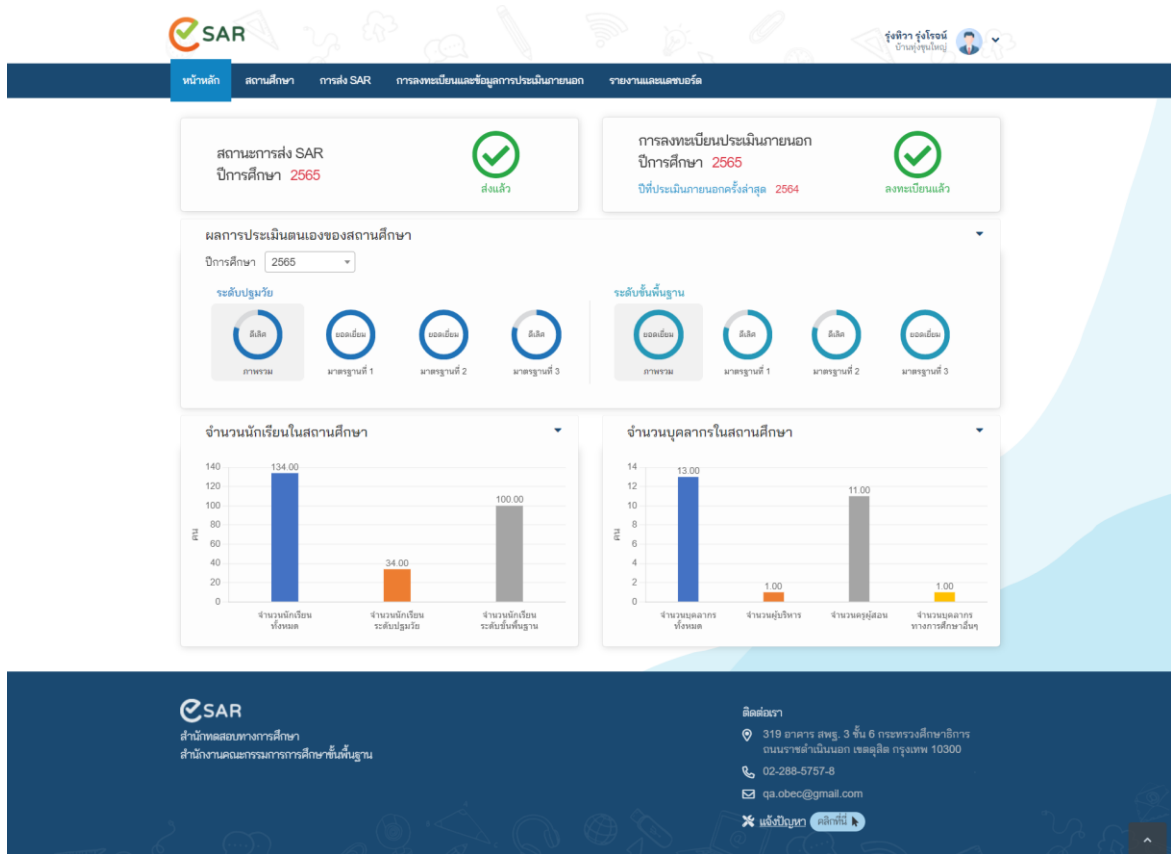 SAR
รุ่งทิวา รุ่งโรจน์
บ้านทุ่งขุนใหญ่
หน้าหลัก สถานศึกษา การส่ง SAR การลงทะเบียนและข้อมูลการประเมินภายนอก รายงานและแดชบอร์ด
สถานะการส่ง SAR
ปีการศึกษา 2565
ส่งแล้ว
การลงทะเบียนประเมินภายนอก
ปีการศึกษา 2565
ปีที่ประเมินภายนอกครั้งล่าสุด 2564
ลงทะเบียนแล้ว
ผลการประเมินตนเองของสถานศึกษา
ปีการศึกษา 2565
ระดับปฐมวัย
ดีเลิศ ยอดเยี่ยม ยอดเยี่ยม ดีเลิศ
ภาพรวม มาตรฐานที่ 1 มาตรฐานที่ 2 มาตรฐานที่ 3
ระดับขั้นพื้นฐาน
ยอดเยี่ยม ดีเลิศ ดีเลิศ ยอดเยี่ยม
ภาพรวม มาตรฐานที่ 1 มาตรฐานที่ 2 มาตรฐานที่ 3
จำนวนนักเรียนในสถานศึกษา
140
120
100
80
60
40
20
0
คน
134.00
34.00
100.00
จำนวนนักเรียน
ทั้งหมด
จำนวนนักเรียน
ระดับปฐมวัย
จำนวนนักเรียน
ระดับขั้นพื้นฐาน
จำนวนบุคลากรในสถานศึกษา
14
12
10
8
6
4
2
0
คน
13.00
1.00
11.00
1.00
จำนวนบุคลากร
ทั้งหมด
จำนวนผู้บริหาร
จำนวนครูผู้สอน
จำนวนบุคลากร
ทางการศึกษาอื่นๆ
SAR
สำนักทดสอบทางการศึกษา
สำนักงานคณะกรรมการการศึกษาขั้นพื้นฐาน
ติดต่อเรา
319 อาคาร สพฐ. 3 ชั้น 6 กระทรวงศึกษาธิการ
ถนนราชดำเนินนอก เขตดุสิต กรุงเทพ 10300
02-288-5757-8
qa.obec@gmail.com
แจ้งปัญหา คลิกที่นี่